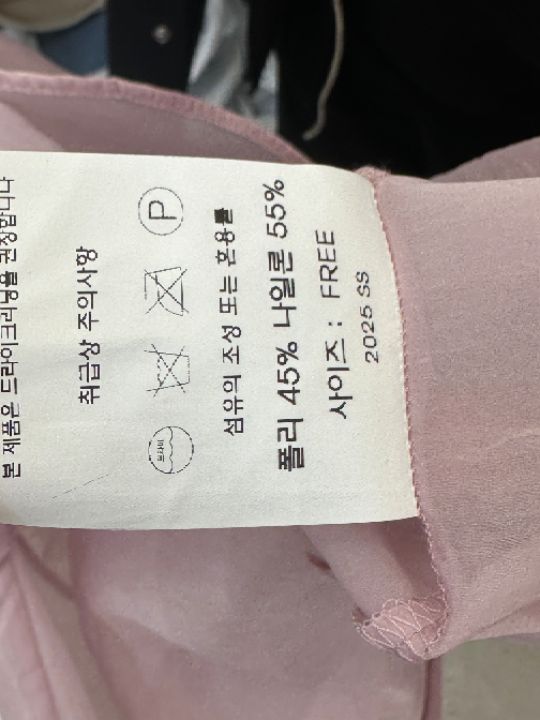 2025 SS
사이즈 : FREE
폴리 45% 나일론 55%
섬유의 조성 또는 혼용률
P
취급상 주의사항
본 제품은 드라이크리닝을 권장합니다